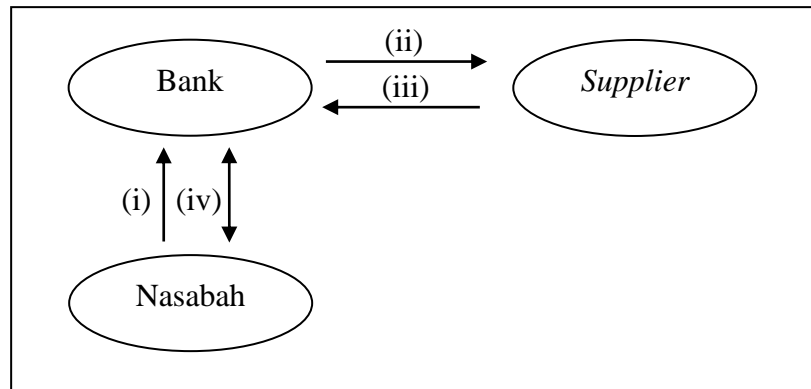 (ii)
Bank
Supplier
(iii)
(i) (iv)
Nasabah